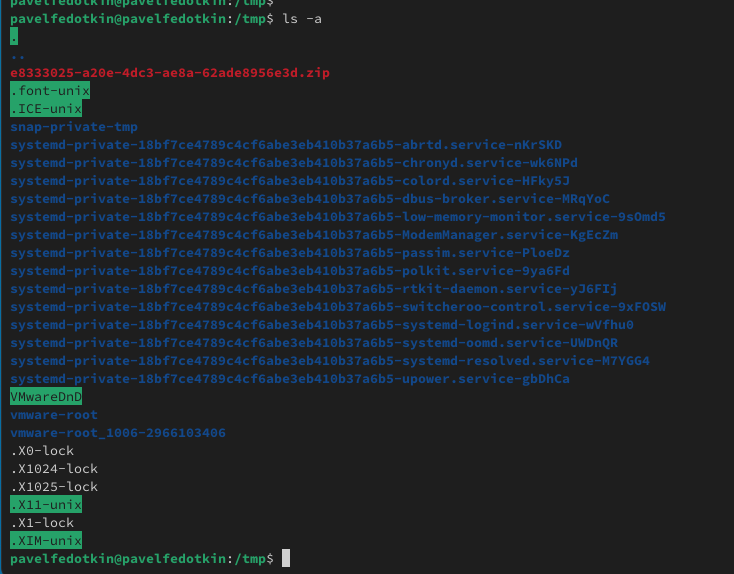 pavelfedotkin@pavelfedotkin:/tmp$
pavelfedotkin@pavelfedotkin:/tmp$ ls -a
.
..
e8333025-a20e-4dc3-ae8a-62ade8956e3d.zip
.font-unix
.ICE-unix
snap-private-tmp
systemd-private-18bf7ce4789c4cf6abe3eb410b37a6b5-abrtd.service-nKrSKD
systemd-private-18bf7ce4789c4cf6abe3eb410b37a6b5-chronyd.service-wk6NPd
systemd-private-18bf7ce4789c4cf6abe3eb410b37a6b5-colord.service-HFky5J
systemd-private-18bf7ce4789c4cf6abe3eb410b37a6b5-dbus-broker.service-MRqYoC
systemd-private-18bf7ce4789c4cf6abe3eb410b37a6b5-low-memory-monitor.service-9sOmd5
systemd-private-18bf7ce4789c4cf6abe3eb410b37a6b5-ModemManager.service-KgEcZm
systemd-private-18bf7ce4789c4cf6abe3eb410b37a6b5-passim.service-PloeDz
systemd-private-18bf7ce4789c4cf6abe3eb410b37a6b5-polkit.service-9ya6Fd
systemd-private-18bf7ce4789c4cf6abe3eb410b37a6b5-rtkit-daemon.service-yJ6FIj
systemd-private-18bf7ce4789c4cf6abe3eb410b37a6b5-switcheroo-control.service-9xFOSW
systemd-private-18bf7ce4789c4cf6abe3eb410b37a6b5-systemd-logind.service-wVfhu0
systemd-private-18bf7ce4789c4cf6abe3eb410b37a6b5-systemd-oomd.service-UWDnQR
systemd-private-18bf7ce4789c4cf6abe3eb410b37a6b5-systemd-resolved.service-M7YGG4
systemd-private-18bf7ce4789c4cf6abe3eb410b37a6b5-upower.service-gbDhCa
VMwareDnD
vmware-root
vmware-root_1006-2966103406
.X0-lock
.X1024-lock
.X1025-lock
.X11-unix
.X1-lock
.XIM-unix
pavelfedotkin@pavelfedotkin:/tmp$